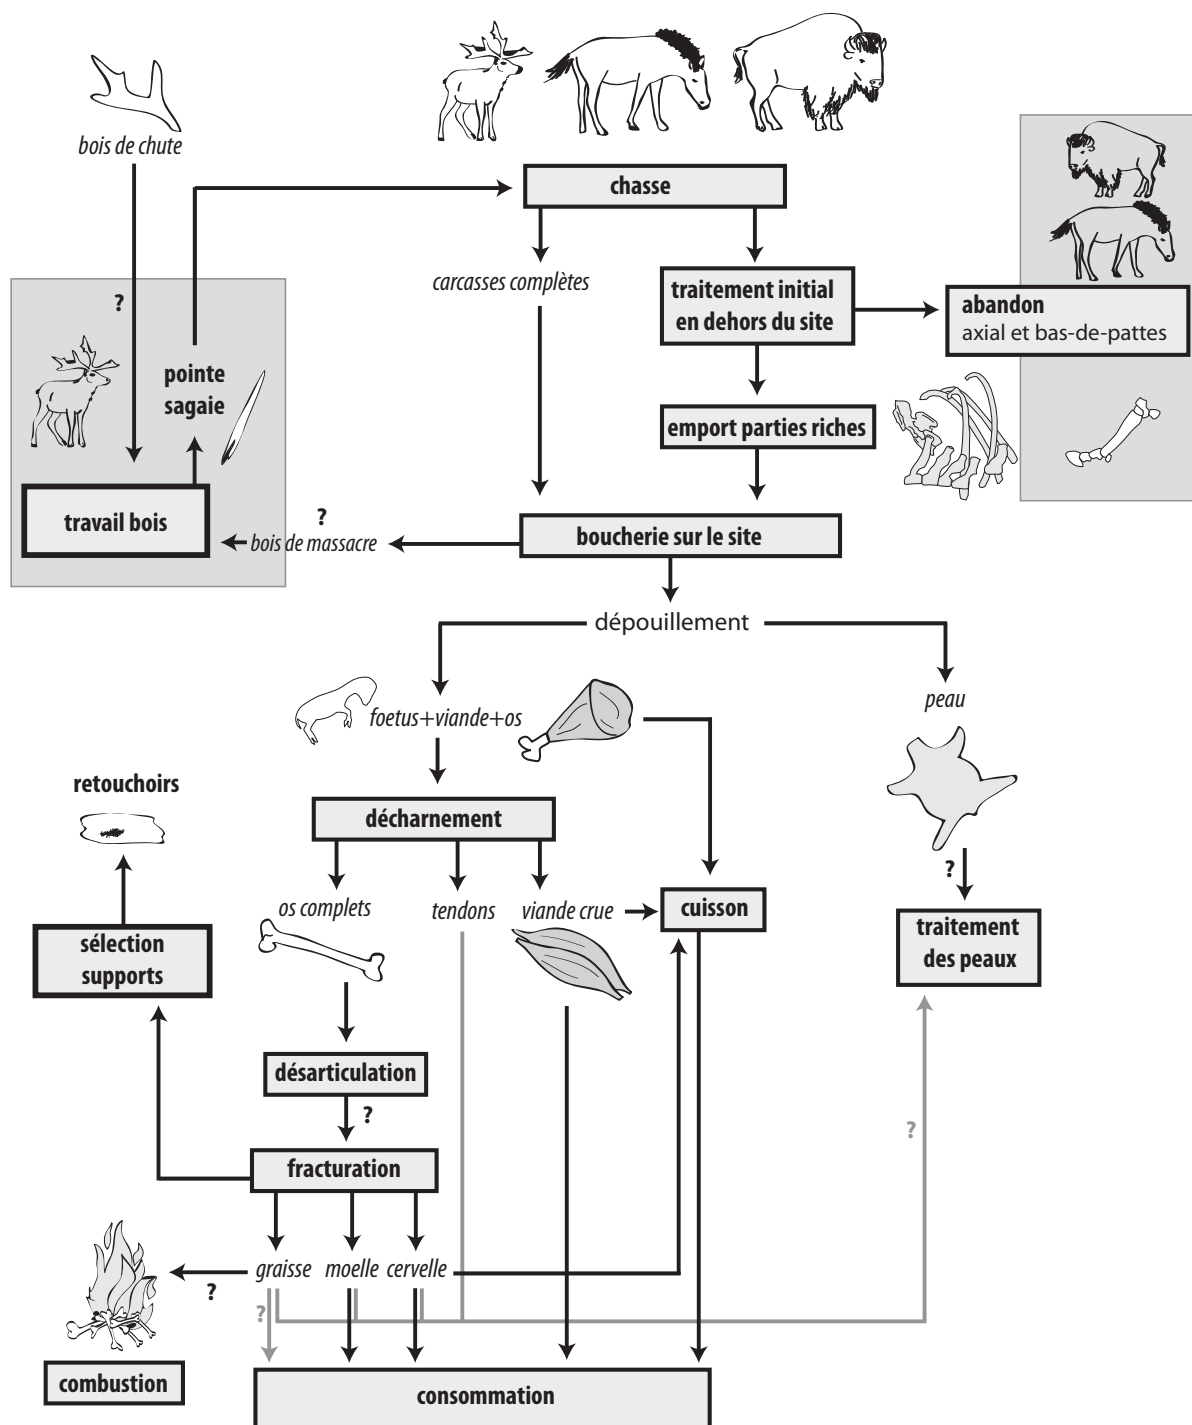 bois de chute
chasse
?
carcasses complètes
traitement initial
en dehors du site
abandon
axial et bas-de-pattes
pointe
sagaie
emport parties riches
travail bois
?
bois de massacre
boucherie sur le site
dépouillement
foetus+viande+os
peau
retouchoirs
décharnement
?
os complets
tendons
viande crue
cuisson
traitement
des peaux
sélection
supports
désarticulation
?
?
fracturation
graisse
moelle
cervelle
?
?
combustion
consommation